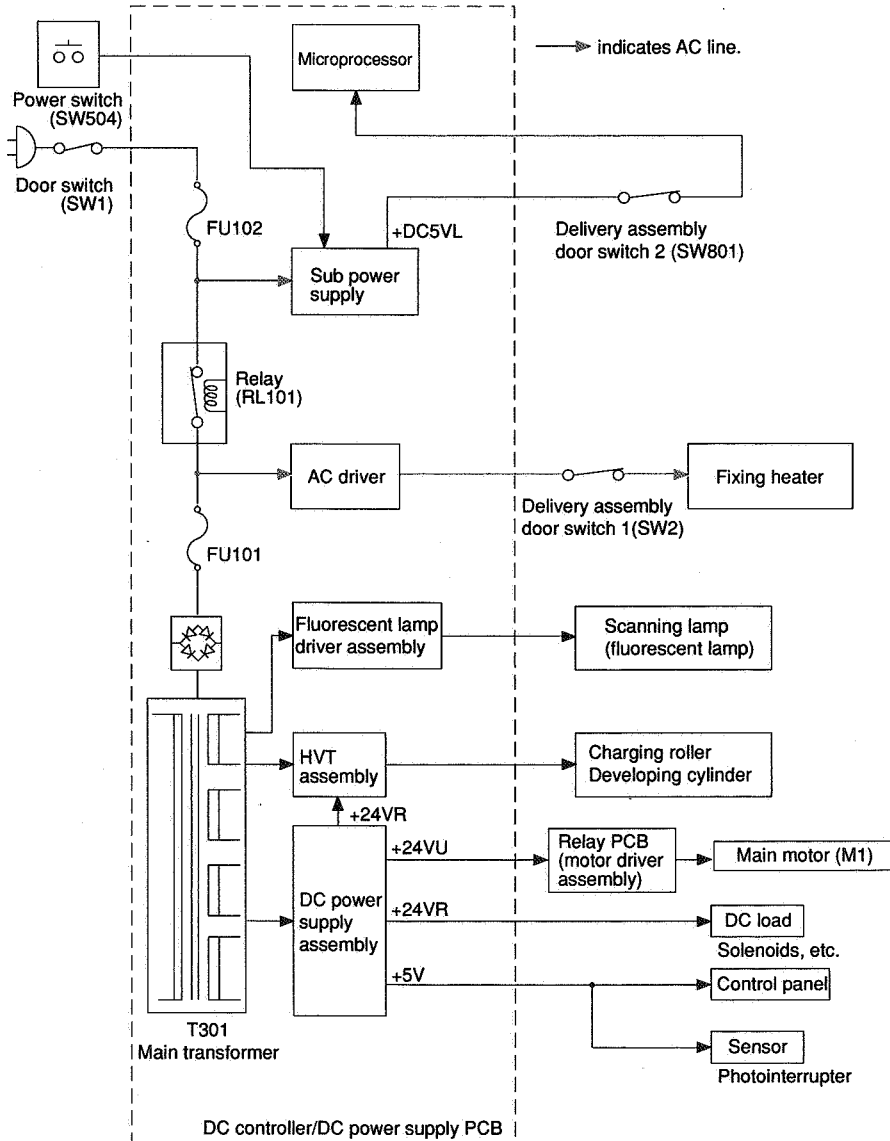 Microprocessor
indicates AC line.
Power switch
(SW504)
Door switch
(SW1)
FU102
+DC5VL
Delivery assembly
door switch 2 (SW801)
Sub power
supply
Relay
(RL101)
AC driver
Fixing heater
Delivery assembly
door switch 1(SW2)
FU101
Fluorescent lamp
driver assembly
Scanning lamp
(fluorescent lamp)
HVT
assembly
Charging roller
Developing cylinder
+24VR
+24VU
Relay PCB
(motor driver
assembly)
Main motor (M1)
DC power
supply
assembly
+24VR
DC load
Solenoids, etc.
+5V
Control panel
T301
Main transformer
Sensor
Photointerrupter
DC controller/DC power supply PCB